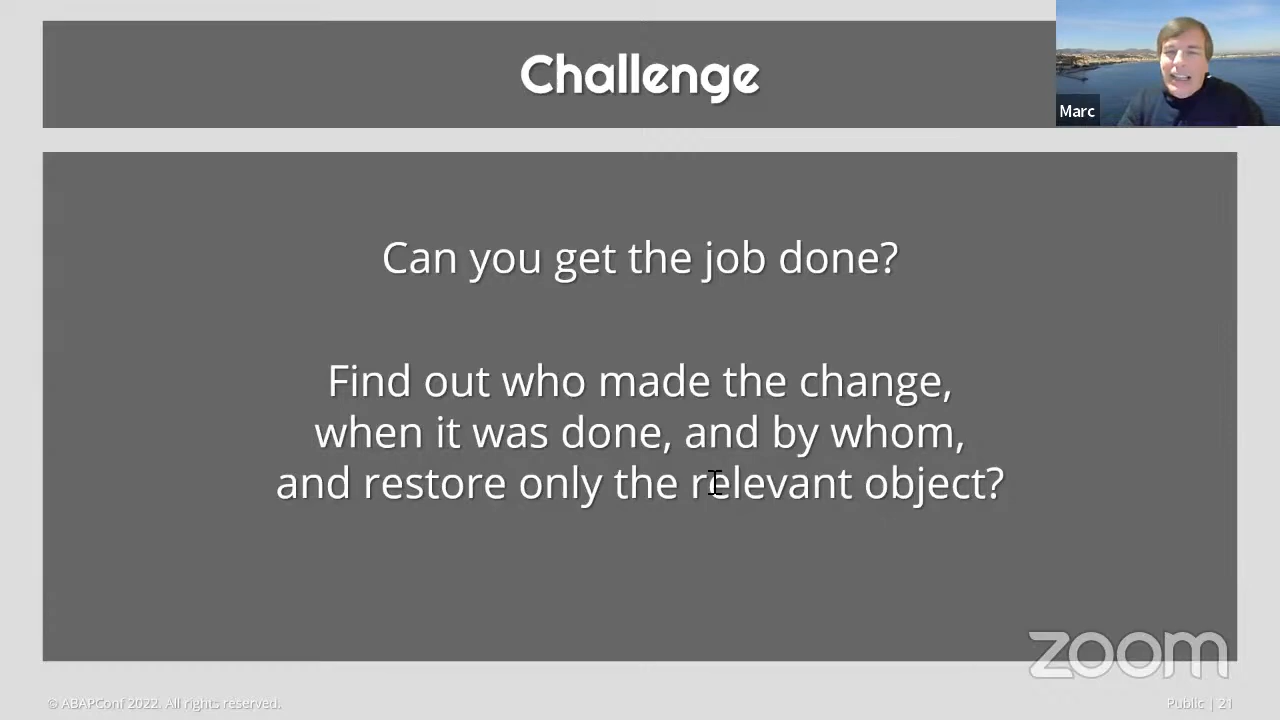 Challenge
Marc
Can you get the job done?
Find out who made the change,
when it was done, and by whom,
and restore only the relevant object?
zoom
© ABAPConf 2022. All rights reserved.
Public | 21